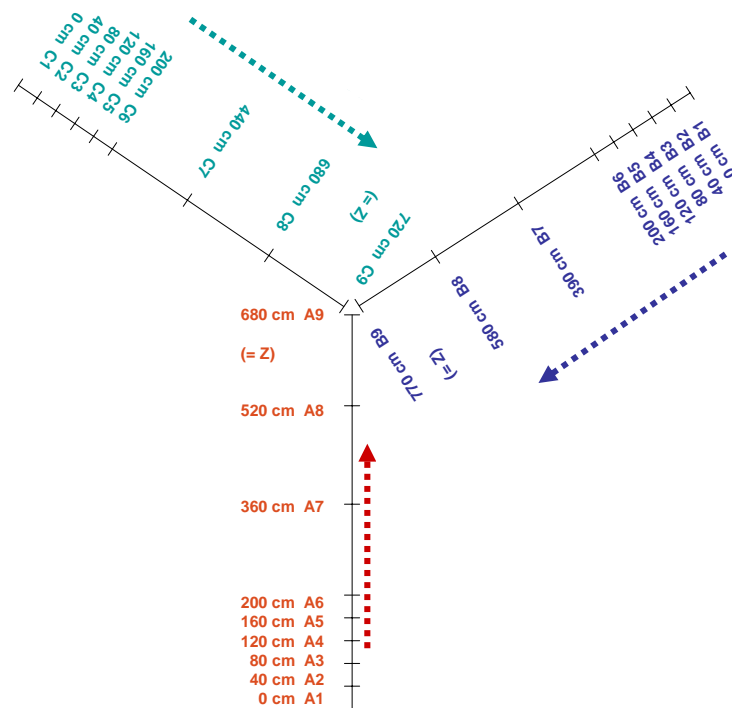 0 cm C1
40 cm C2
80 cm C3
120 cm C4
160 cm C5
200 cm C6
440 cm C7
680 cm C8
(= Z)
720 cm C9
0 cm B1
40 cm B2
80 cm B3
120 cm B4
160 cm B5
200 cm B6
390 cm B7
580 cm B8
(= Z)
770 cm B9
680 cm A9
(= Z)
520 cm A8
360 cm A7
200 cm A6
160 cm A5
120 cm A4
80 cm A3
40 cm A2
0 cm A1